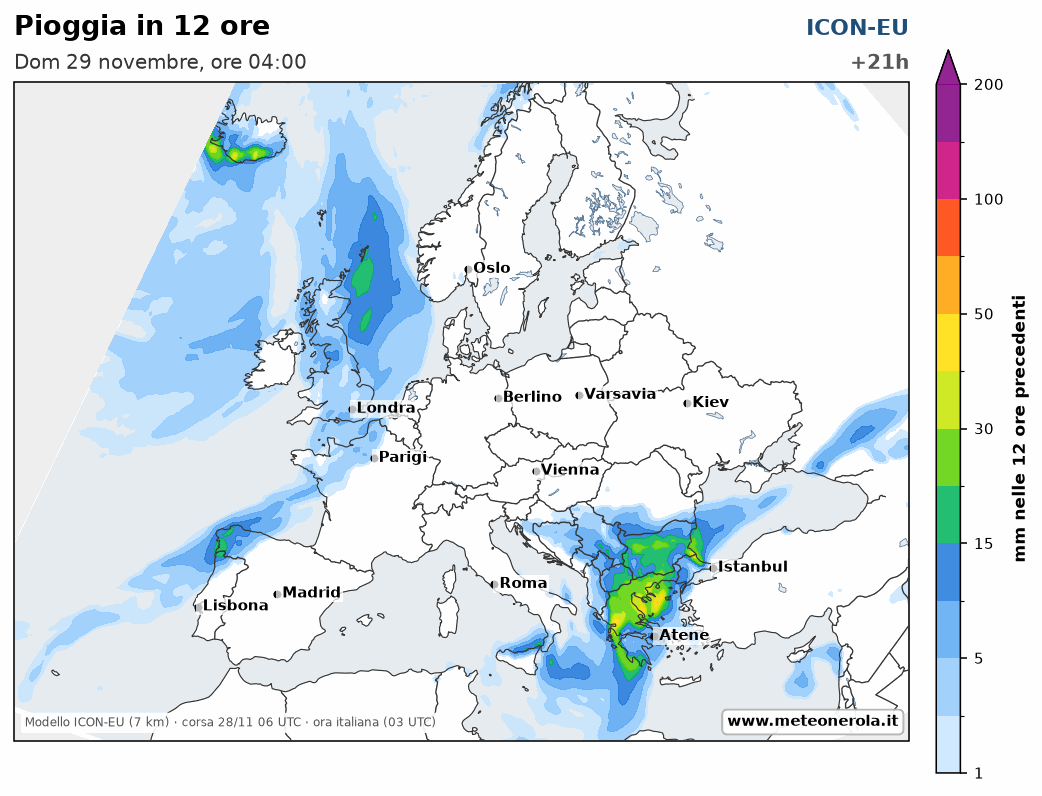 Pioggia in 12 ore
ICON-EU
Dom 29 novembre, ore 04:00
+21h
200
100
50
30
15
5
1
mm nelle 12 ore precedenti
Oslo
Berlino
Varsavia
Kiev
Londra
Parigi
Vienna
Istanbul
Roma
Madrid
Lisbona
Atene
Modello ICON-EU (7 km) · corsa 28/11 06 UTC · ora italiana (03 UTC)
www.meteonerola.it